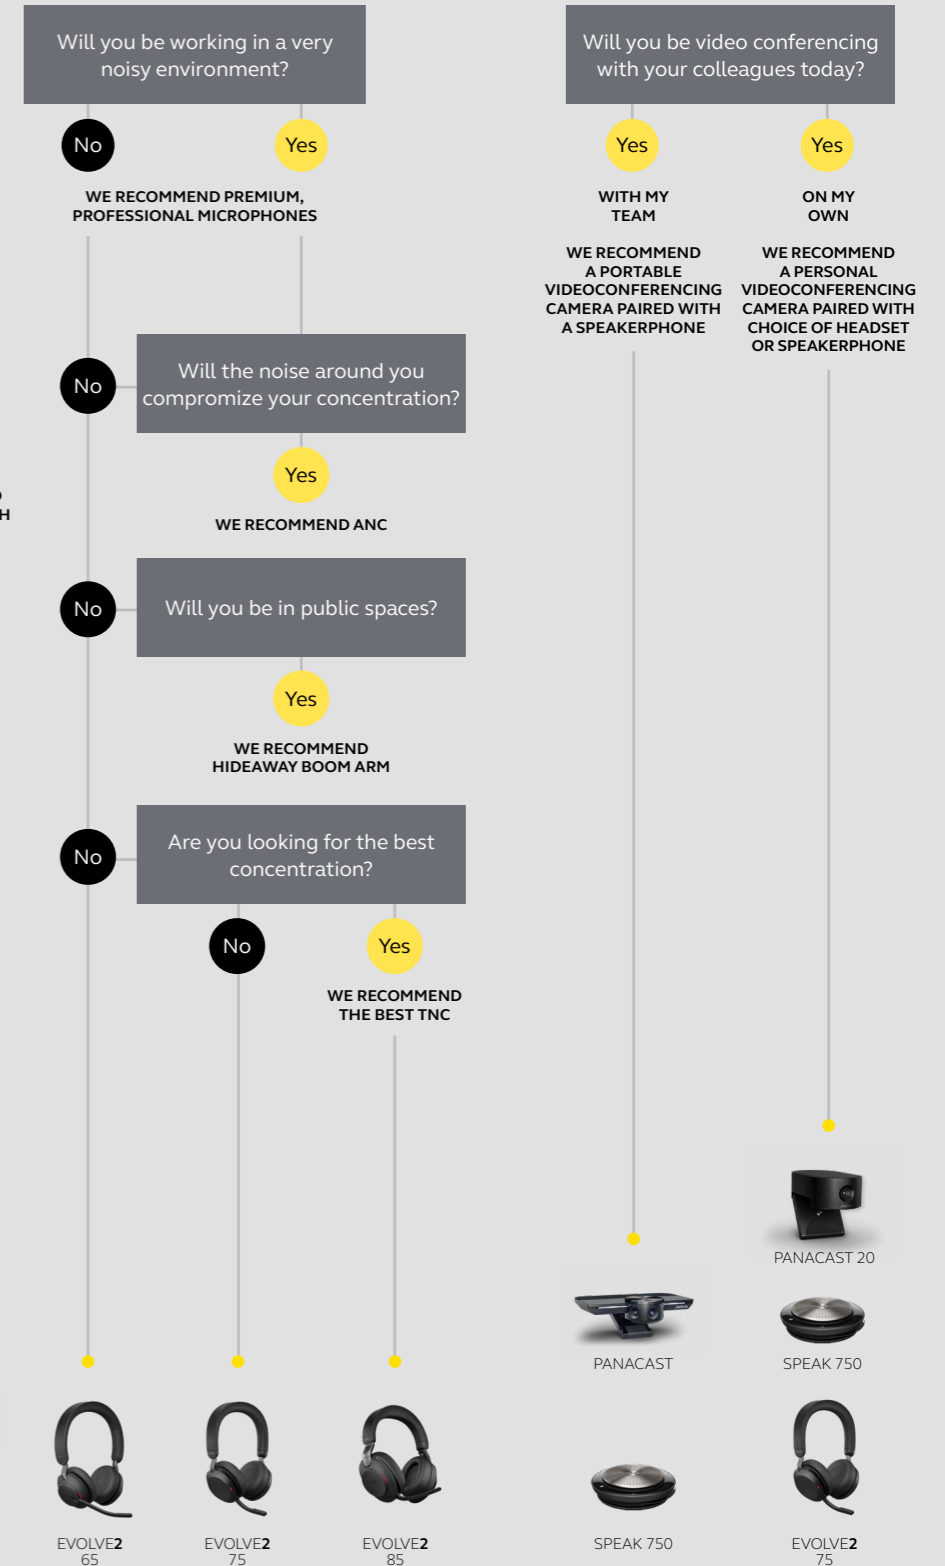 Will you be working in a very
noisy environment?
No
Yes
WE RECOMMEND PREMIUM,
PROFESSIONAL MICROPHONES
No
Will the noise around you
compromize your concentration?
Yes
WE RECOMMEND ANC
H
No
Will you be in public spaces?
Yes
WE RECOMMEND
HIDEAWAY BOOM ARM
No
Are you looking for the best
concentration?
No
Yes
WE RECOMMEND
THE BEST TNC
EVOLVE2
65
EVOLVE2
75
EVOLVE2
85
Will you be video conferencing
with your colleagues today?
Yes
WITH MY
TEAM
WE RECOMMEND
A PORTABLE
VIDEOCONFERENCING
CAMERA PAIRED WITH
A SPEAKERPHONE
PANACAST
SPEAK 750
Yes
ON MY
OWN
WE RECOMMEND
A PERSONAL
VIDEOCONFERENCING
CAMERA PAIRED WITH
CHOICE OF HEADSET
OR SPEAKERPHONE
PANACAST 20
SPEAK 750
EVOLVE2
75